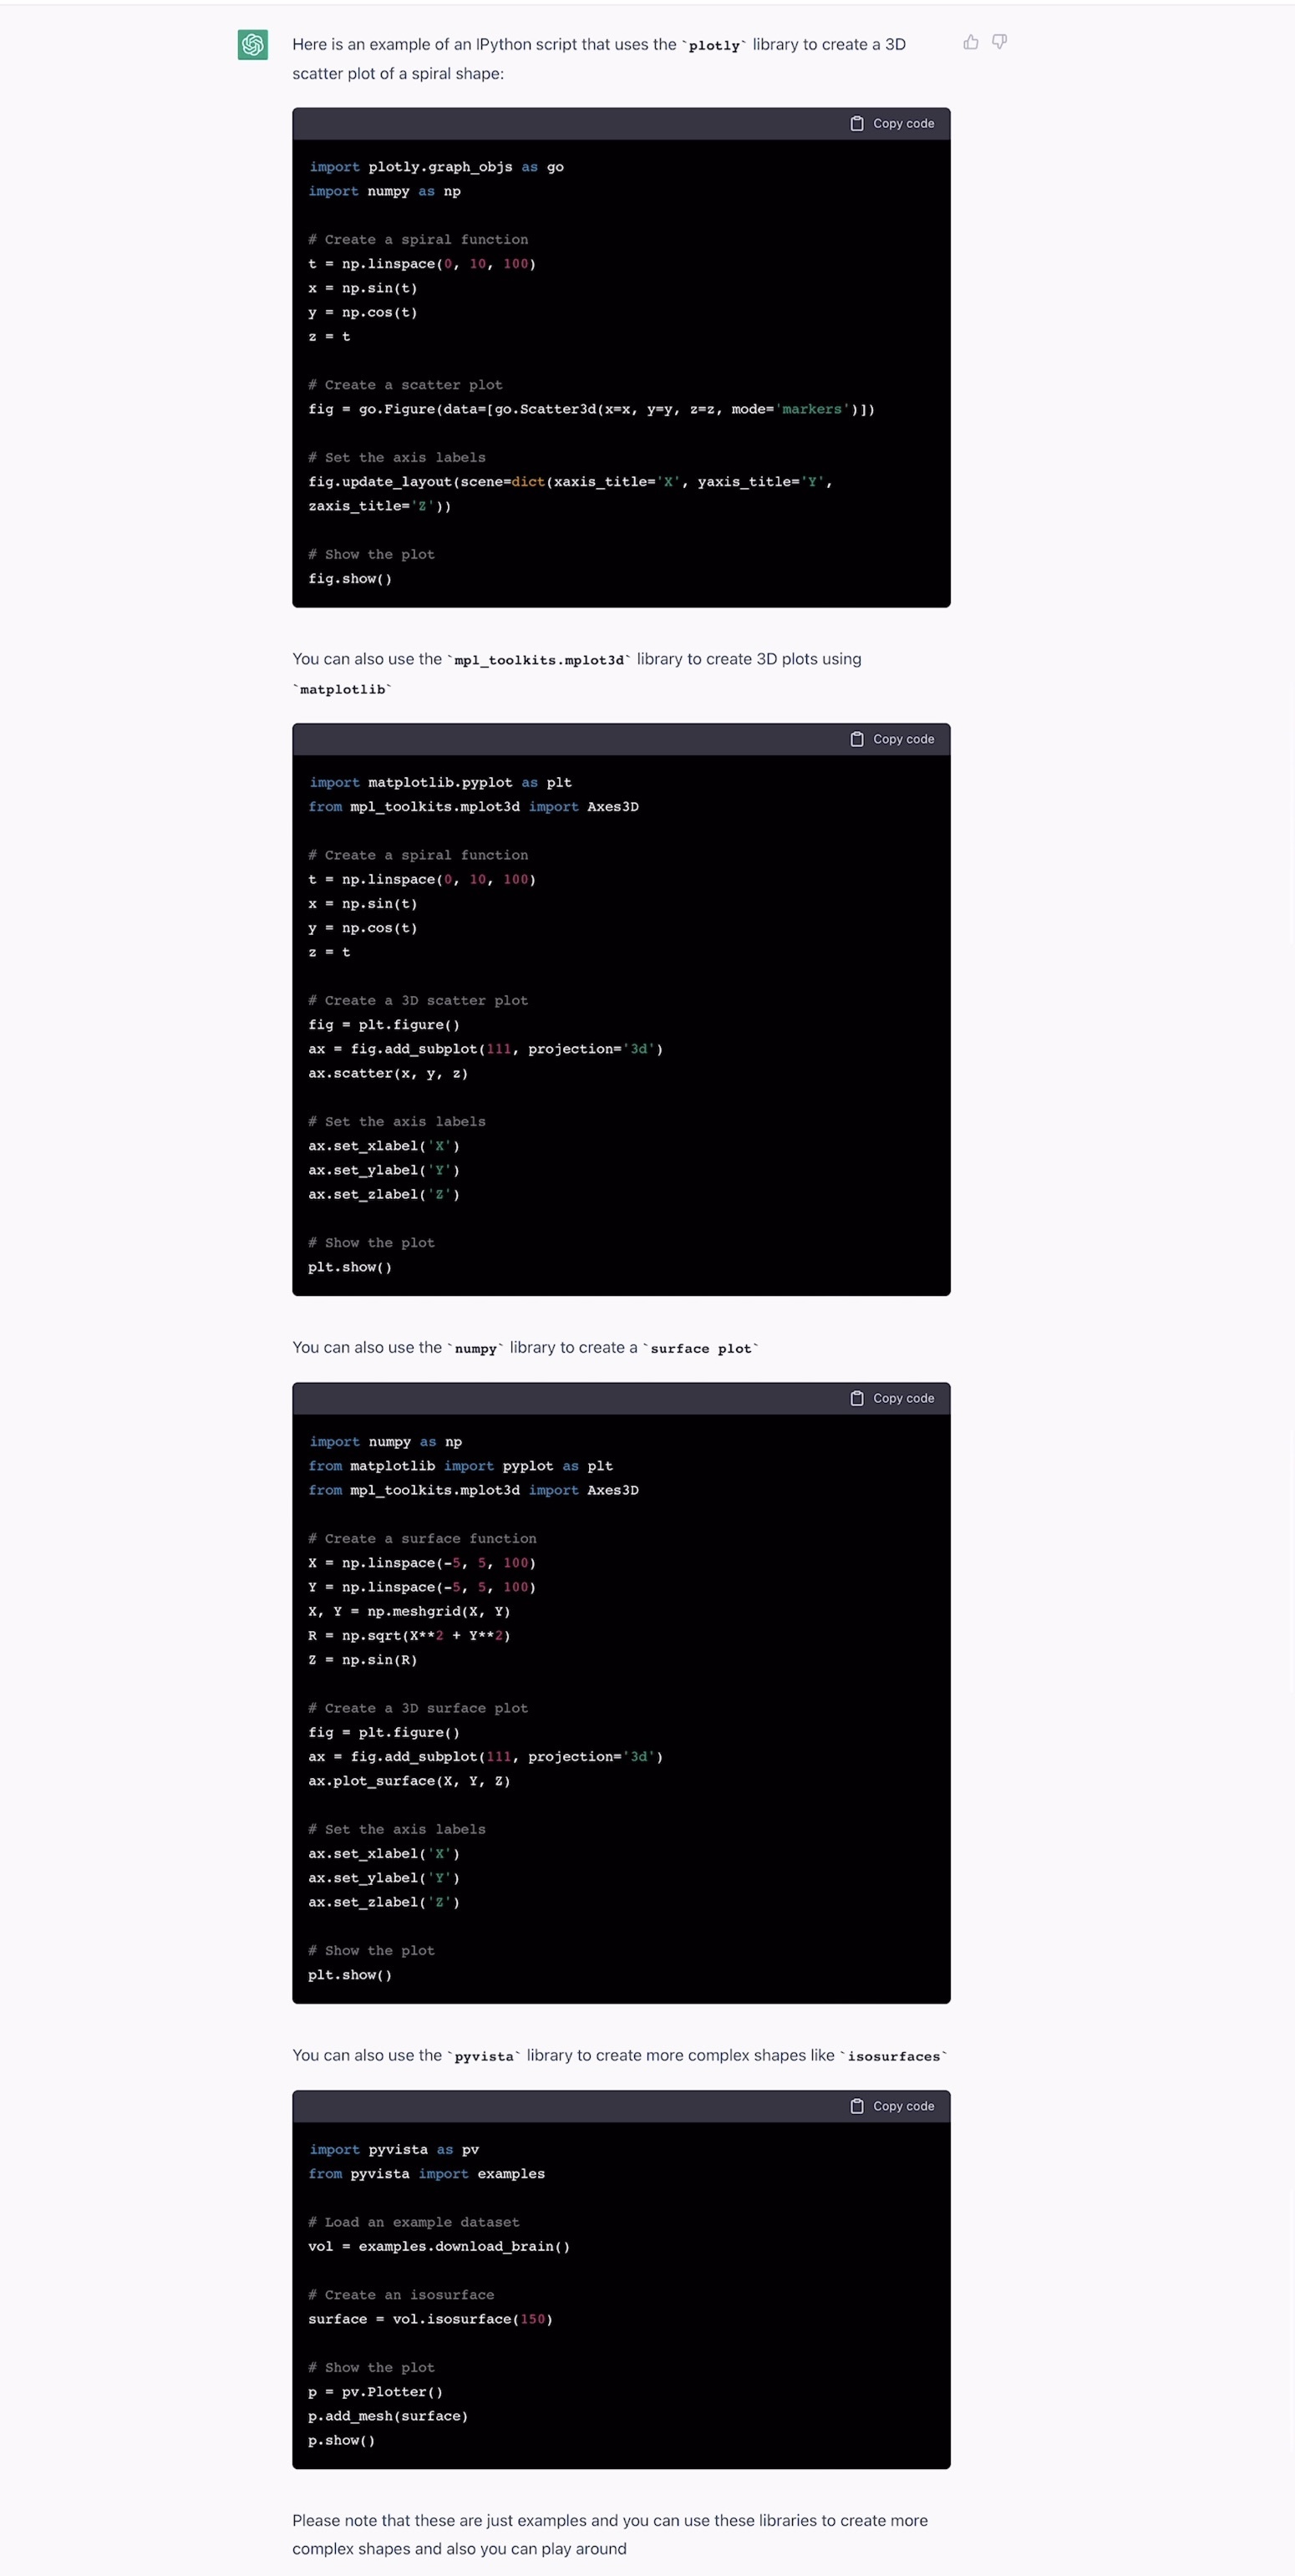 Here is an example of an IPython script that uses the `plotly` library to create a 3D
scatter plot of a spiral shape:
Copy code
import plotly.graph_objs as go
import numpy as np
# Create a spiral function
t = np.linspace(0, 10, 100)
x = np.sin(t)
y = np.cos(t)
z = t
# Create a scatter plot
fig = go.Figure(data=[go.Scatter3d(x=x, y=y, z=z, mode='markers')])
# Set the axis labels
fig.update_layout(scene=dict(xaxis_title='X', yaxis_title='Y',
zaxis_title='Z'))
# Show the plot
fig.show()
You can also use the `mpl_toolkits.mplot3d` library to create 3D plots using
`matplotlib`
Copy code
import matplotlib.pyplot as plt
from mpl_toolkits.mplot3d import Axes3D
# Create a spiral function
t = np.linspace(0, 10, 100)
x = np.sin(t)
y = np.cos(t)
z = t
# Create a 3D scatter plot
fig = plt.figure()
ax = fig.add_subplot(111, projection='3d')
ax.scatter(x, y, z)
# Set the axis labels
ax.set_xlabel('X')
ax.set_ylabel('Y')
ax.set_zlabel('Z')
# Show the plot
plt.show()
You can also use the `numpy` library to create a `surface plot`
Copy code
import numpy as np
from matplotlib import pyplot as plt
from mpl_toolkits.mplot3d import Axes3D
# Create a surface function
X = np.linspace(-5, 5, 100)
Y = np.linspace(-5, 5, 100)
X, Y = np.meshgrid(X, Y)
R = np.sqrt(X**2 + Y**2)
Z = np.sin(R)
# Create a 3D surface plot
fig = plt.figure()
ax = fig.add_subplot(111, projection='3d')
ax.plot_surface(X, Y, Z)
# Set the axis labels
ax.set_xlabel('X')
ax.set_ylabel('Y')
ax.set_zlabel('Z')
# Show the plot
plt.show()
You can also use the `pyvista` library to create more complex shapes like `isosurfaces`
Copy code
import pyvista as pv
from pyvista import examples
# Load an example dataset
vol = examples.download_brain()
# Create an isosurface
surface = vol.isosurface(150)
# Show the plot
p = pv.Plotter()
p.add_mesh(surface)
p.show()
Please note that these are just examples and you can use these libraries to create more
complex shapes and also you can play around